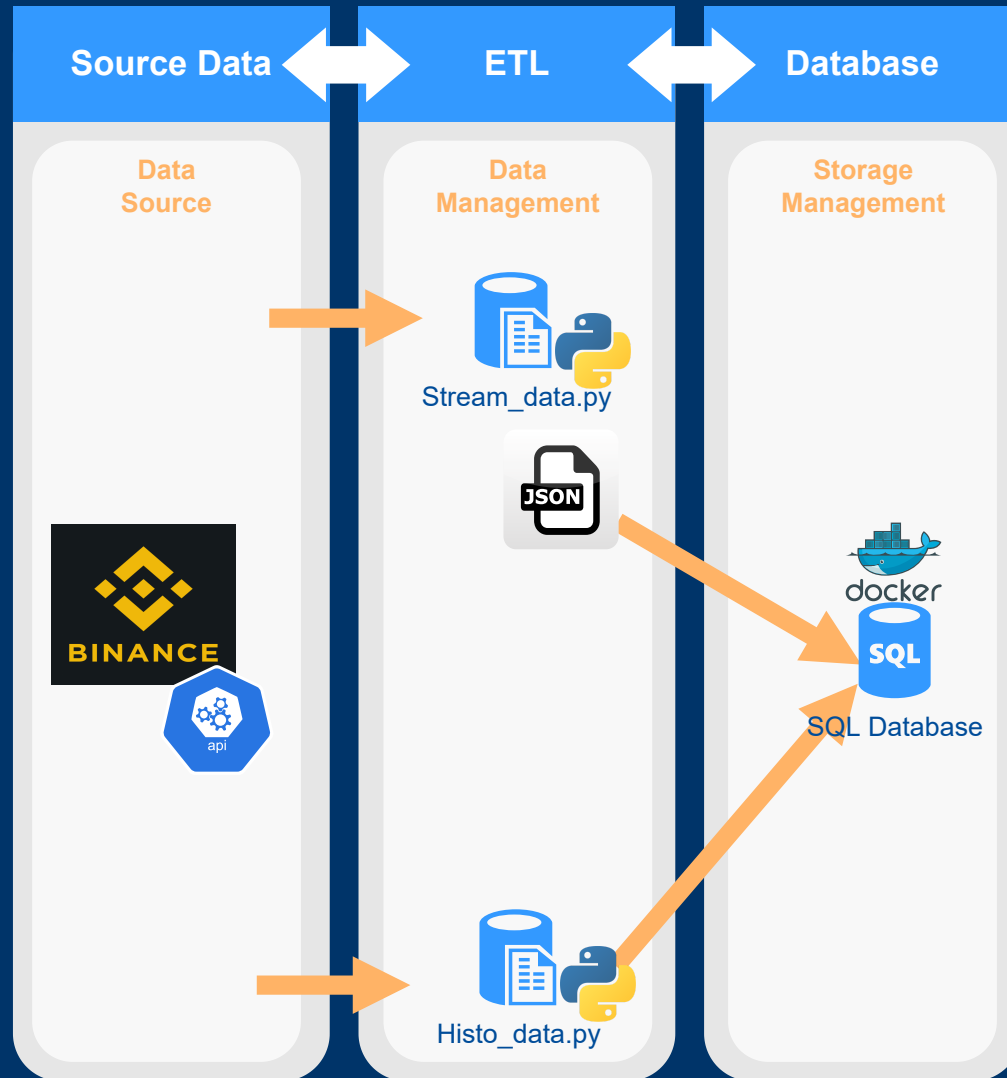 Source Data
ETL
Database
Data
Source
Data
Management
Storage
Management
Stream_data.py
JSON
BINANCE
api
docker
SQL
SQL Database
Histo_data.py